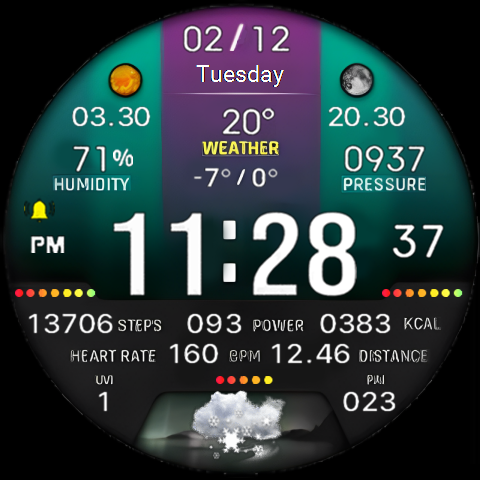 02/12
Tuesday
03.30 20.30
20°
WEATHER
-7°/0°
71%
HUMIDITY
0937
PRESSURE
PM 11:28 37
13706 STEPS 093 POWER 0383 KCAL
HEART RATE 160 BPM 12.46 DISTANCE
UVI
1
023